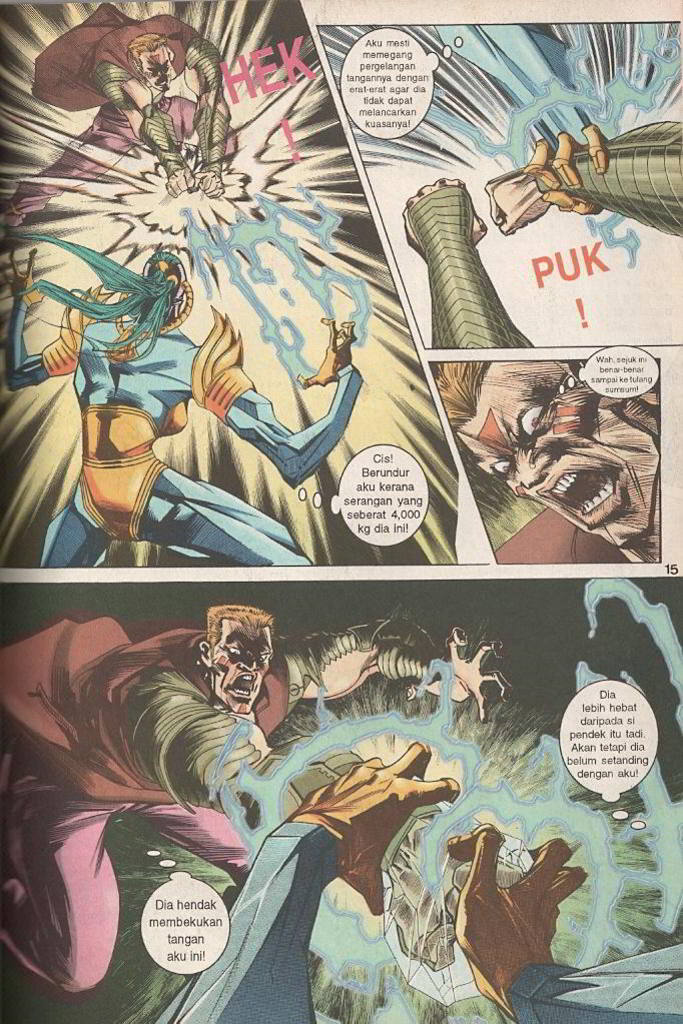 HEK
!
Cis!
Berundur
aku kerana
serangan yang
seberat 4,000
kg dia ini!
Aku mesti
memegang
pergelangan
tangannya dengan
erat-erat agar dia
tidak dapat
melancarkan
kuasanya!
PUK
!
Wah, sejuk ini
benar-benar
sampai ke tulang
sumsum!
15
Dia
lebih hebat
daripada si
pendek itu tadi.
Akan tetapi dia
belum setanding
dengan aku!
Dia hendak
membekukan
tangan
aku ini!